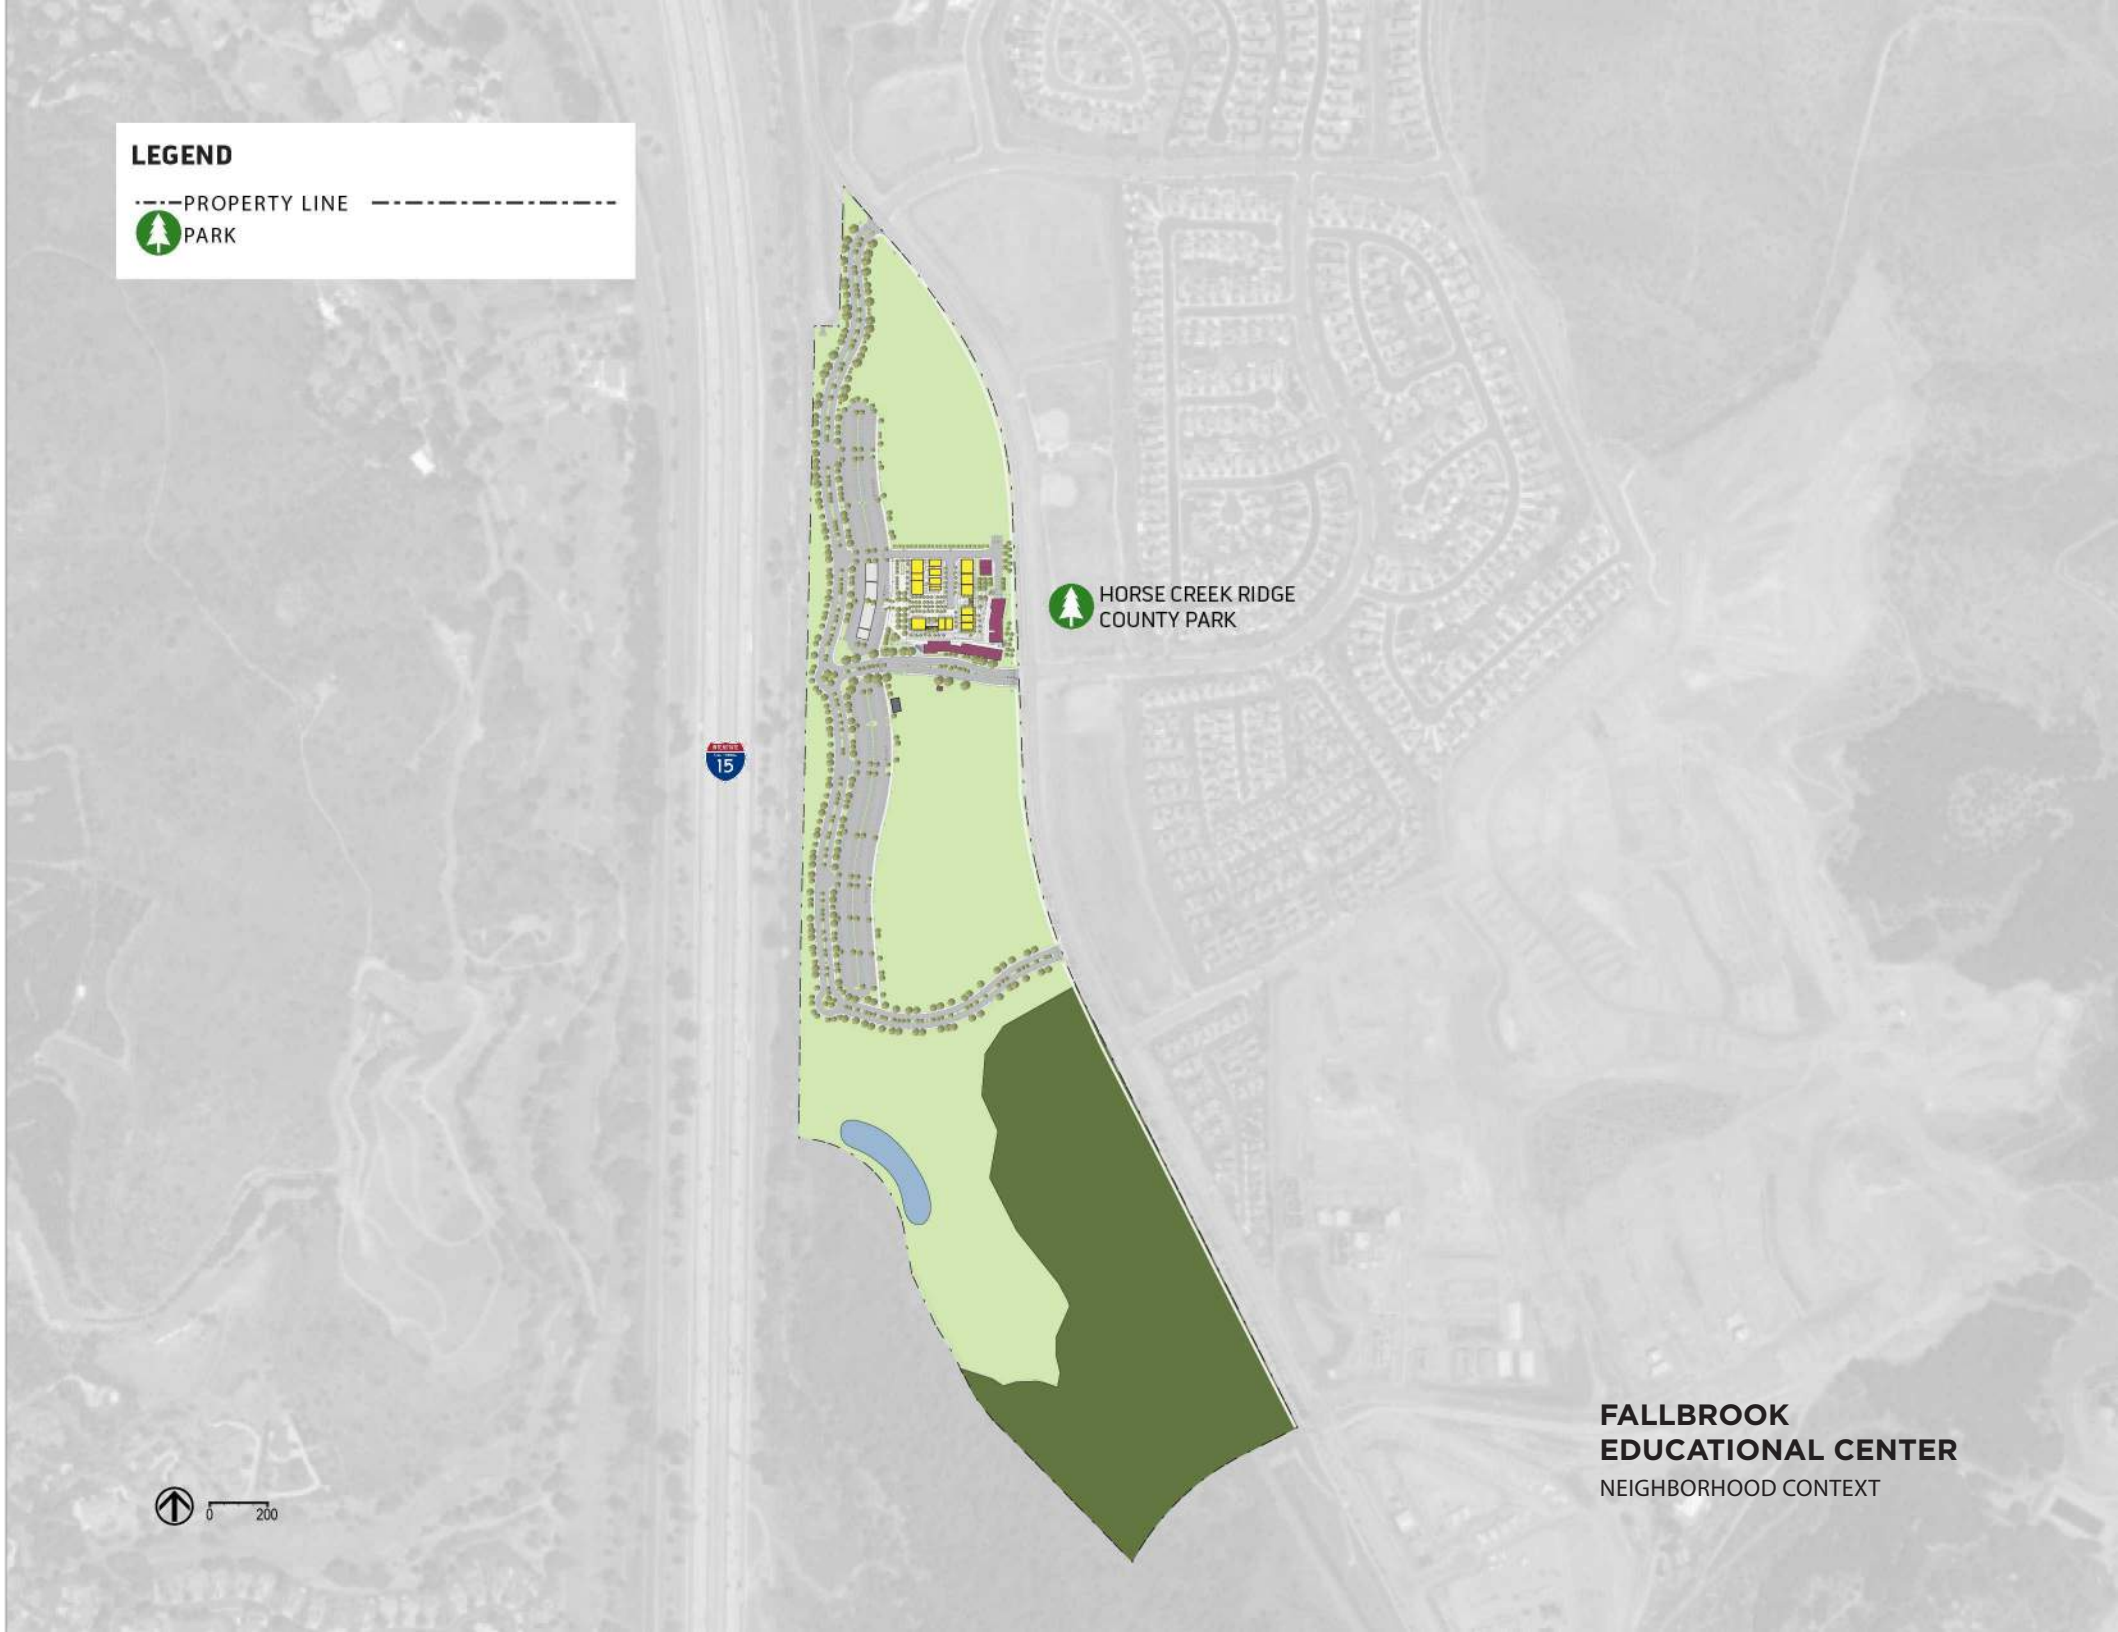 LEGEND
PROPERTY LINE
PARK
HORSE CREEK RIDGE
COUNTY PARK
15
FALLBROOK
EDUCATIONAL CENTER
NEIGHBORHOOD CONTEXT
0 200